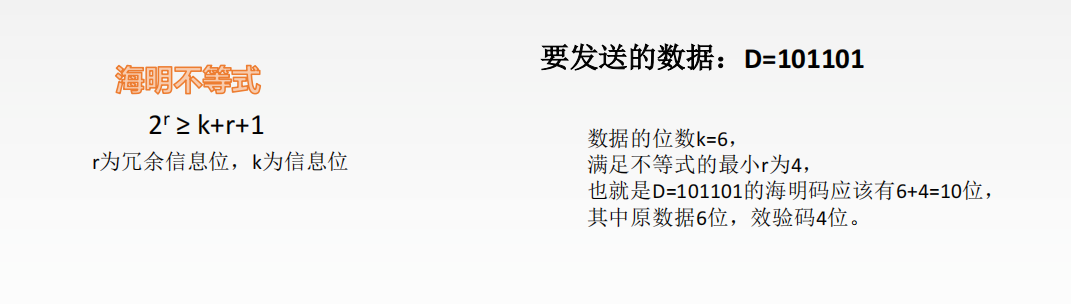 海明不等式
2ʳ ≥ k+r+1
r为冗余信息位，k为信息位
要发送的数据：D=101101
数据的位数k=6，
满足不等式的最小r为4，
也就是D=101101的海明码应该有6+4=10位，
其中原数据6位，效验码4位。